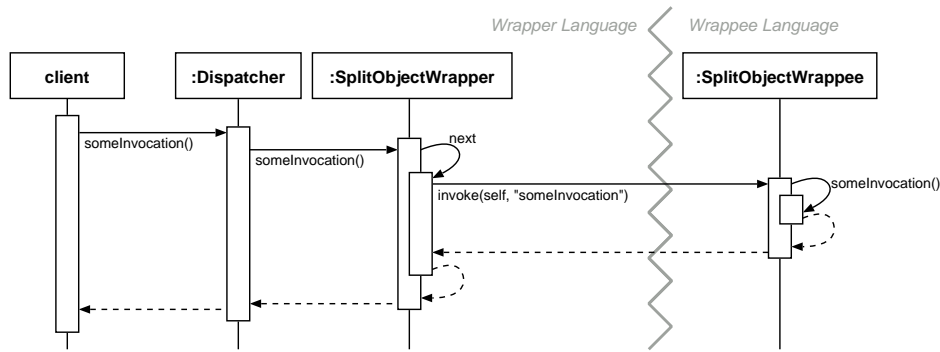 Wrapper Language
Wrappee Language
client
:Dispatcher
:SplitObjectWrapper
:SplitObjectWrappee
someInvocation()
someInvocation()
next
invoke(self, "someInvocation")
someInvocation()